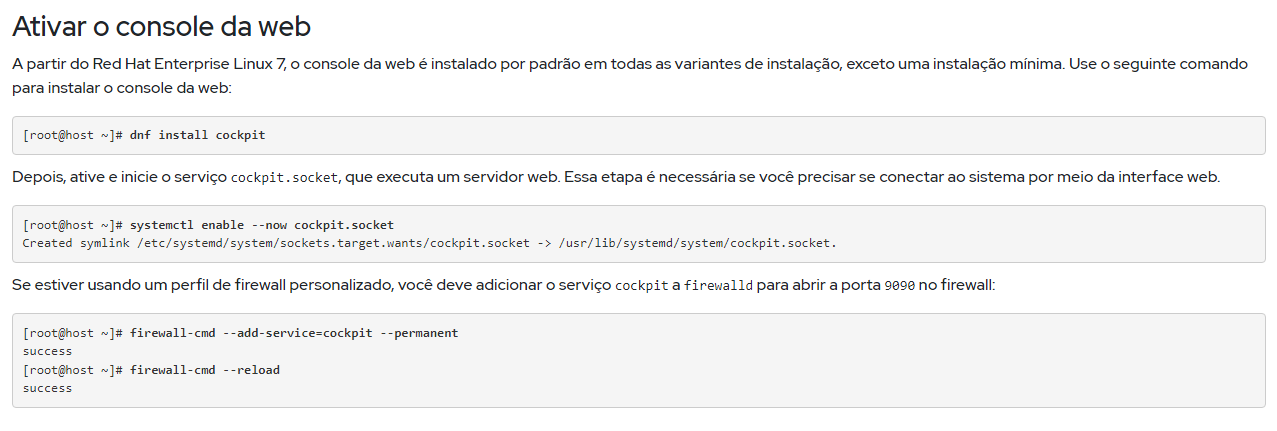 Ativar o console da web
A partir do Red Hat Enterprise Linux 7, o console da web é instalado por padrão em todas as variantes de instalação, exceto uma instalação mínima. Use o seguinte comando
para instalar o console da web:
[root@host ~]# dnf install cockpit
Depois, ative e inicie o serviço cockpit.socket, que executa um servidor web. Essa etapa é necessária se você precisar se conectar ao sistema por meio da interface web.
[root@host ~]# systemctl enable --now cockpit.socket
Created symlink /etc/systemd/system/sockets.target.wants/cockpit.socket -> /usr/lib/systemd/system/cockpit.socket.
Se estiver usando um perfil de firewall personalizado, você deve adicionar o serviço cockpit a firewalld para abrir a porta 9090 no firewall:
[root@host ~]# firewall-cmd --add-service=cockpit --permanent
success
[root@host ~]# firewall-cmd --reload
success